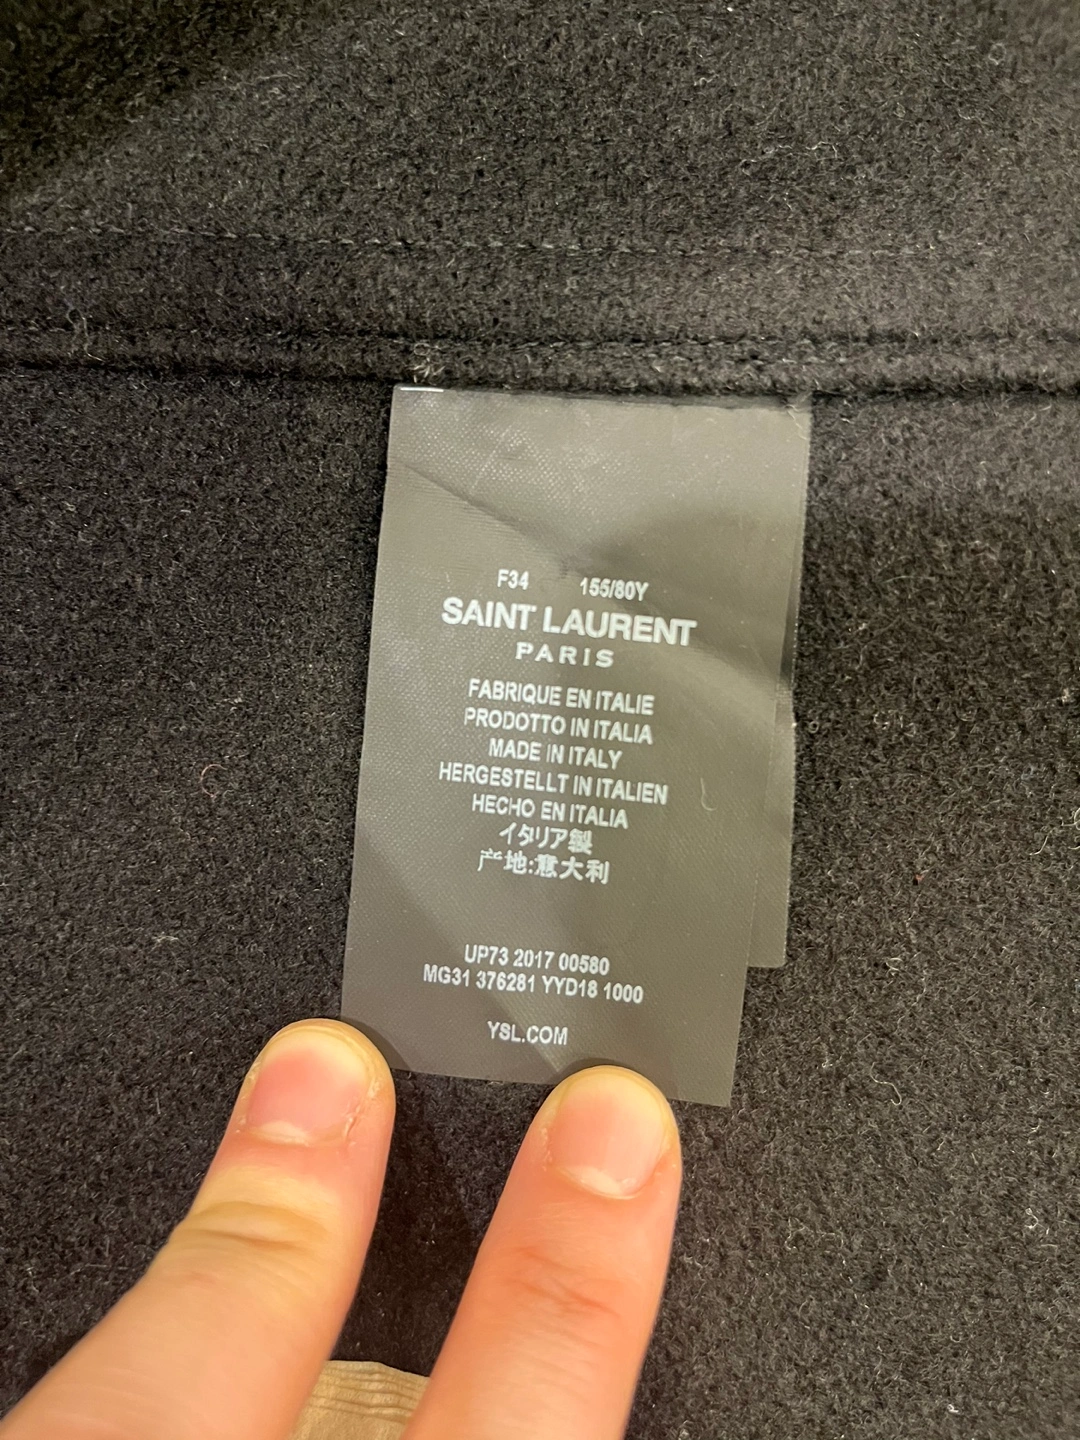 F34 155/80Y
SAINT LAURENT
PARIS
FABRIQUE EN ITALIE
PRODOTTO IN ITALIA
MADE IN ITALY
HERGESTELLT IN ITALIEN
HECHO EN ITALIA
イタリア製
产地:意大利
UP73 2017 00580
MG31 376281 YYD18 1000
YSL.COM